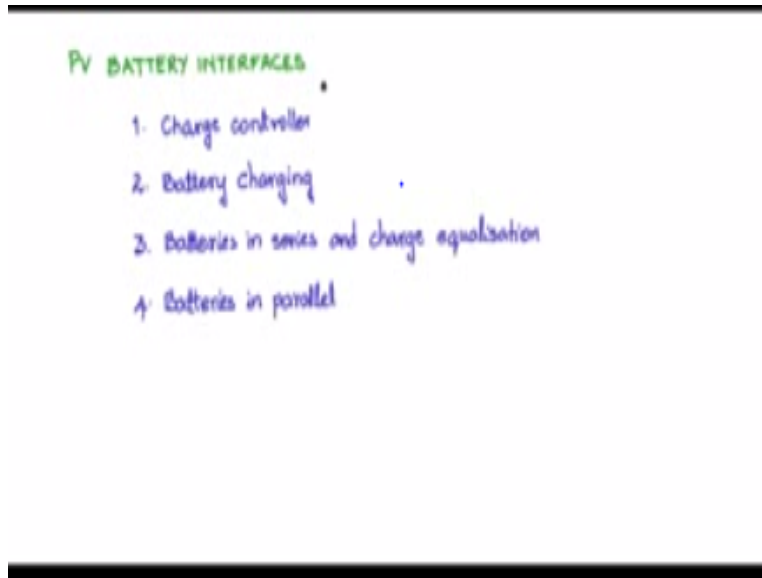 PV BATTERY INTERFACES
1. Charge controller
2. Battery charging
3. Batteries in series and charge equalisation
4. Batteries in parallel